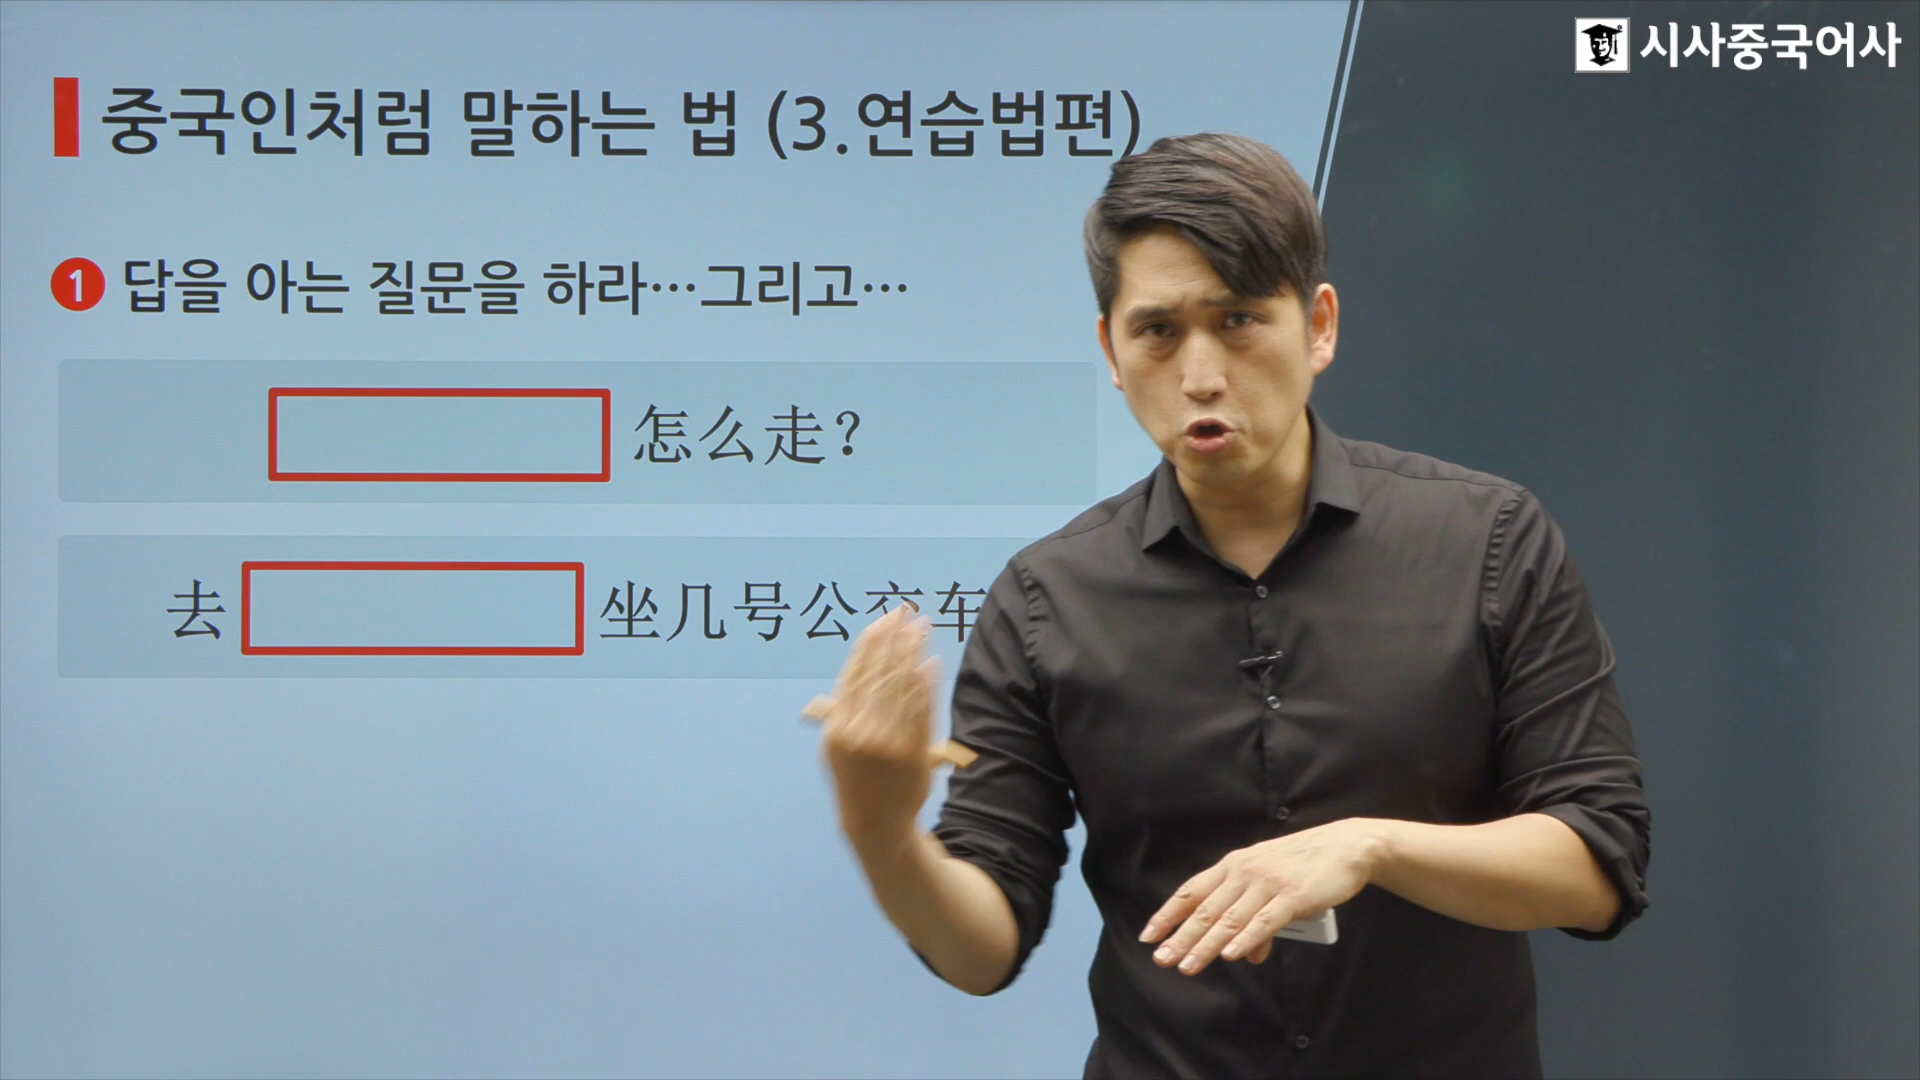 시사중국어사
중국인처럼 말하는 법 (3.연습법편)
1 답을 아는 질문을 하라…그리고…
怎么走?
去 坐几号公交车